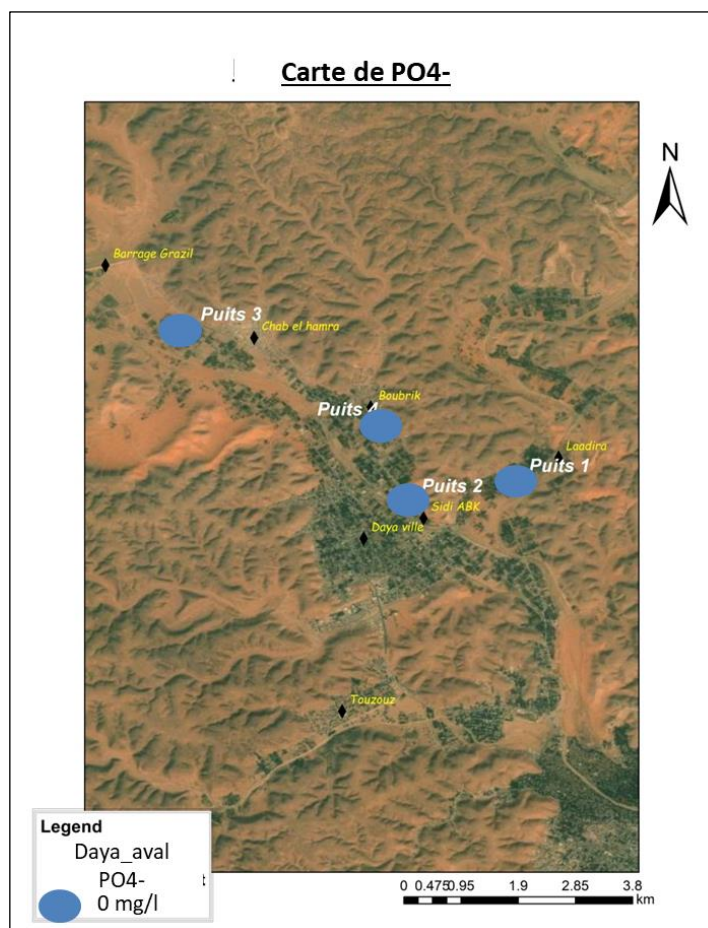 Carte de PO4-
N
Barrage Grazil
Puits 3
Chab el hamra
Boubrik
Puits 4
Laadira
Puits 1
Puits 2
Sidi ABK
Daya ville
Touzouz
Legend
Daya_aval
PO4-
0 mg/l
0 0.475 0.95 1.9 2.85 3.8
km